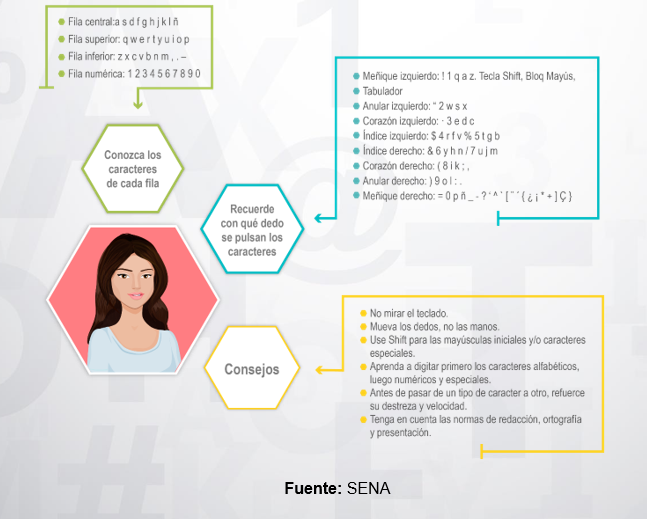 Fila central:a s d f g h j k l ñ
Fila superior: q w e r t y u i o p
Fila inferior: z x c v b n m , . –
Fila numérica: 1 2 3 4 5 6 7 8 9 0
Conozca los
caracteres
de cada fila
Meñique izquierdo: ! 1 q a z. Tecla Shift, Bloq Mayús,
Tabulador
Anular izquierdo: “ 2 w s x
Corazón izquierdo: · 3 e d c
Índice izquierdo: $ 4 r f v % 5 t g b
Índice derecho: & 6 y h n / 7 u j m
Corazón derecho: ( 8 i k ; ,
Anular derecho: ) 9 o l : .
Meñique derecho: = 0 p ñ _ - ? ‘ ^ ` [ ¨ ´ { ¿ ¡ * + ] Ç }
Recuerde
con qué dedo
se pulsan los
caracteres
No mirar el teclado.
Mueva los dedos, no las manos.
Use Shift para las mayúsculas iniciales y/o caracteres
especiales.
Aprenda a digitar primero los caracteres alfabéticos,
luego numéricos y especiales.
Antes de pasar de un tipo de caracter a otro, refuerce
su destreza y velocidad.
Tenga en cuenta las normas de redacción, ortografía
y presentación.
Consejos
Fuente: SENA